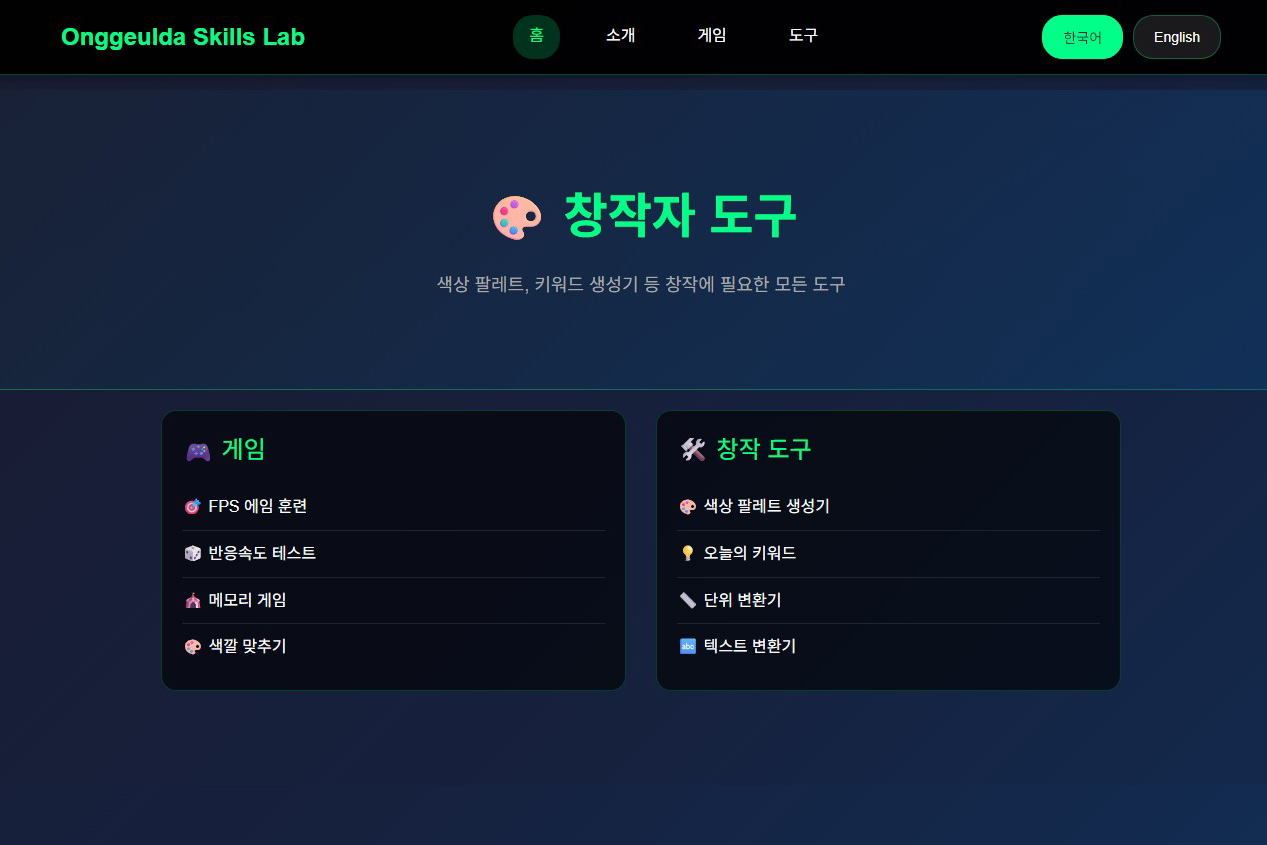 Onggeulda Skills Lab
홈
소개
게임
도구
한국어
English
창작자 도구
색상 팔레트, 키워드 생성기 등 창작에 필요한 모든 도구
게임
FPS 에임 훈련
반응속도 테스트
메모리 게임
색깔 맞추기
창작 도구
색상 팔레트 생성기
오늘의 키워드
단위 변환기
abc 텍스트 변환기